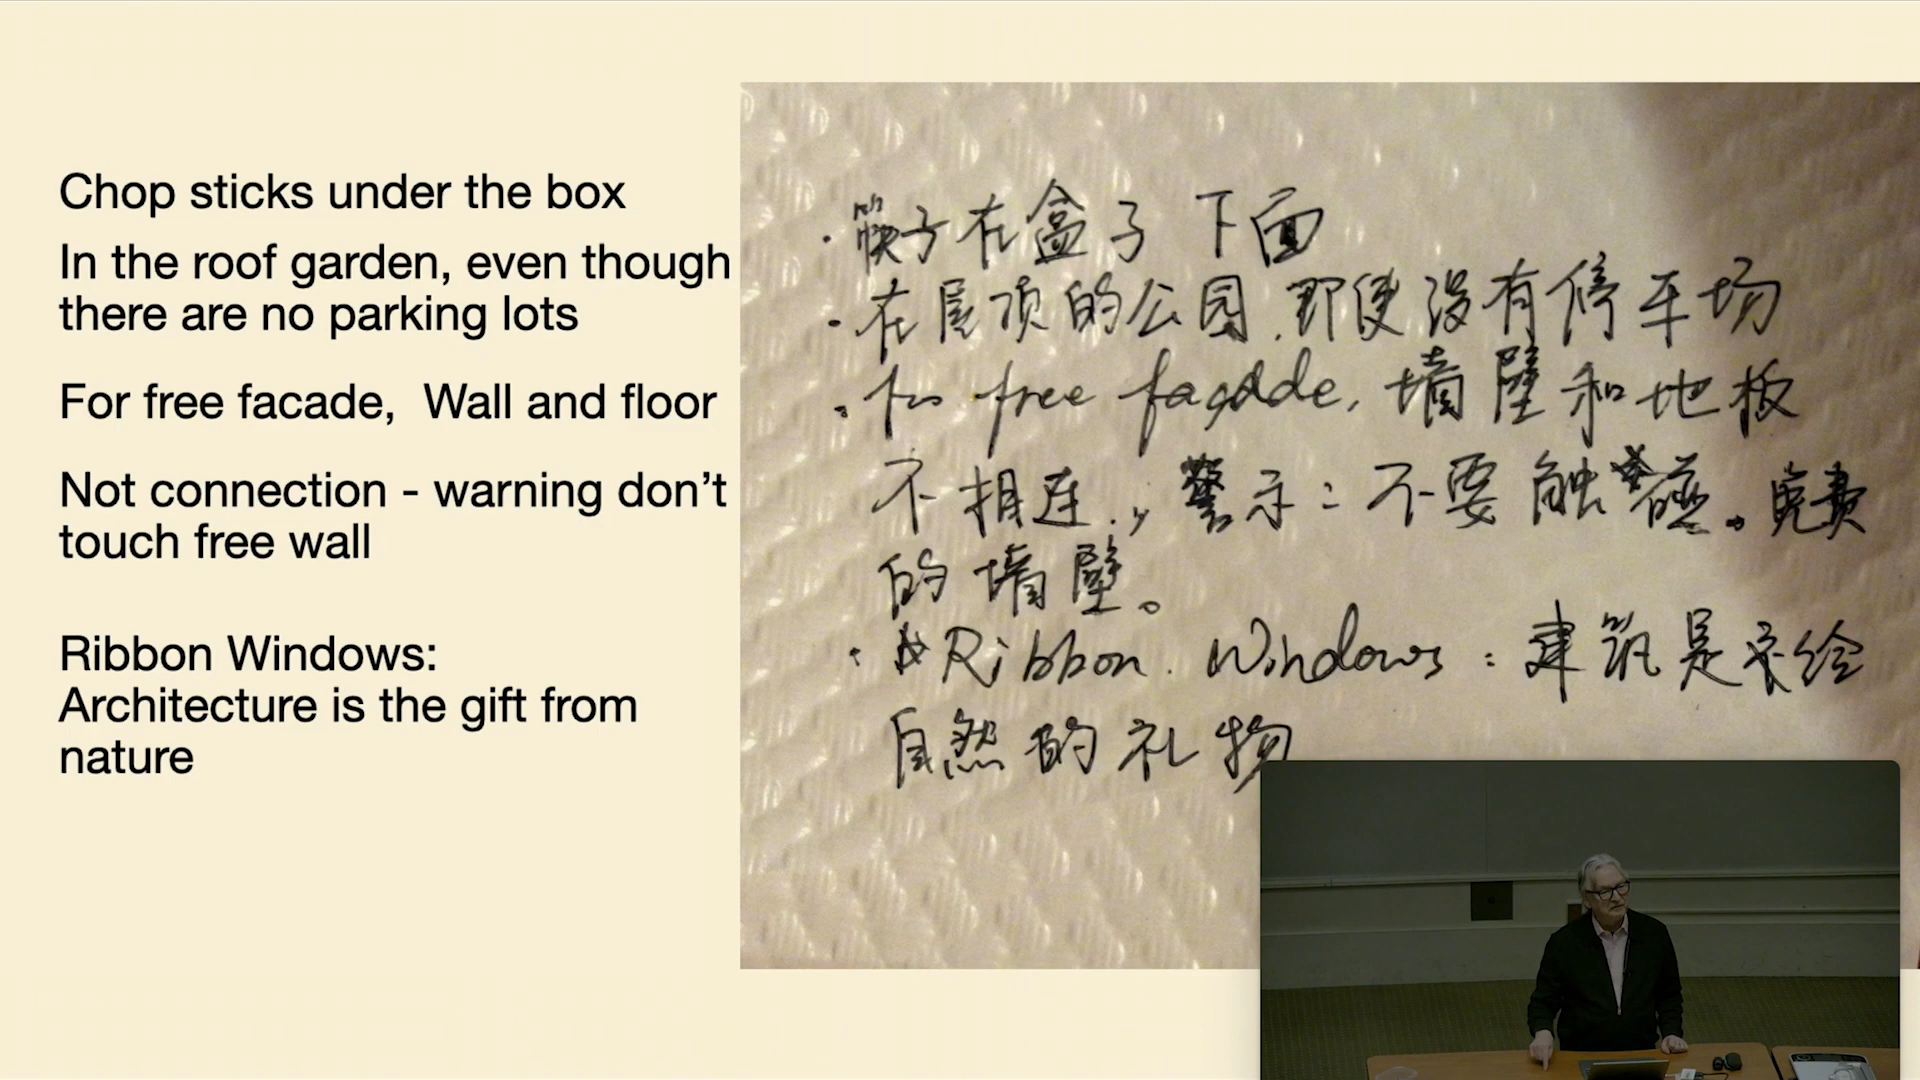 Chop sticks under the box
In the roof garden, even though
there are no parking lots
For free facade, Wall and floor
Not connection - warning don't
touch free wall
Ribbon Windows:
Architecture is the gift from
nature
·筷子在盒子下面
·在屋顶的公园.即使没有停车场
·for free façade,墙壁和地板
不相连.,警示:不要触碰。免费
的墙壁。
·Ribbon Windows:建筑是
自然的礼物